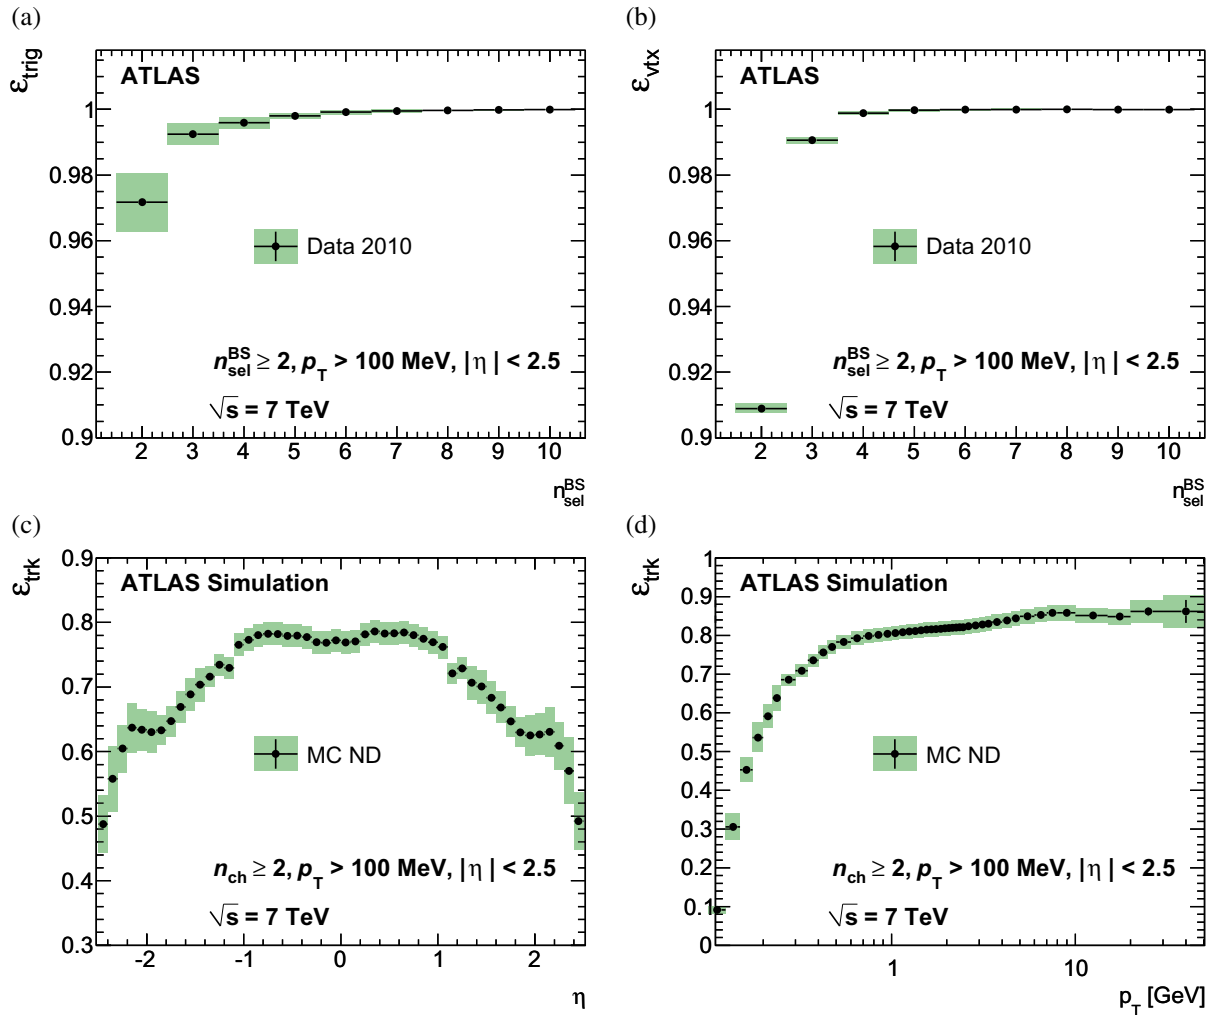 (a)
ε_trig
ATLAS
1
0.98
0.96
0.94
0.92
0.9
Data 2010
n_sel^BS ≥ 2, p_T > 100 MeV, |η| < 2.5
√s = 7 TeV
2 3 4 5 6 7 8 9 10
n_sel^BS
(b)
ε_vtx
ATLAS
1
0.98
0.96
0.94
0.92
0.9
Data 2010
n_sel^BS ≥ 2, p_T > 100 MeV, |η| < 2.5
√s = 7 TeV
2 3 4 5 6 7 8 9 10
n_sel^BS
(c)
ε_trk
ATLAS Simulation
0.9
0.8
0.7
0.6
0.5
0.4
0.3
MC ND
n_ch ≥ 2, p_T > 100 MeV, |η| < 2.5
√s = 7 TeV
-2 -1 0 1 2
η
(d)
ε_trk
ATLAS Simulation
1
0.9
0.8
0.7
0.6
0.5
0.4
0.3
0.2
0.1
0
MC ND
n_ch ≥ 2, p_T > 100 MeV, |η| < 2.5
√s = 7 TeV
1 10
p_T [GeV]